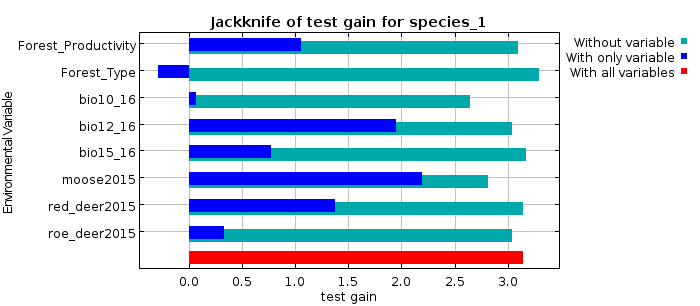 Jackknife of test gain for species_1
Forest_Productivity
Forest_Type
bio10_16
bio12_16
bio15_16
moose2015
red_deer2015
roe_deer2015
Environmental Variable
0.0 0.5 1.0 1.5 2.0 2.5 3.0
test gain
Without variable
With only variable
With all variables